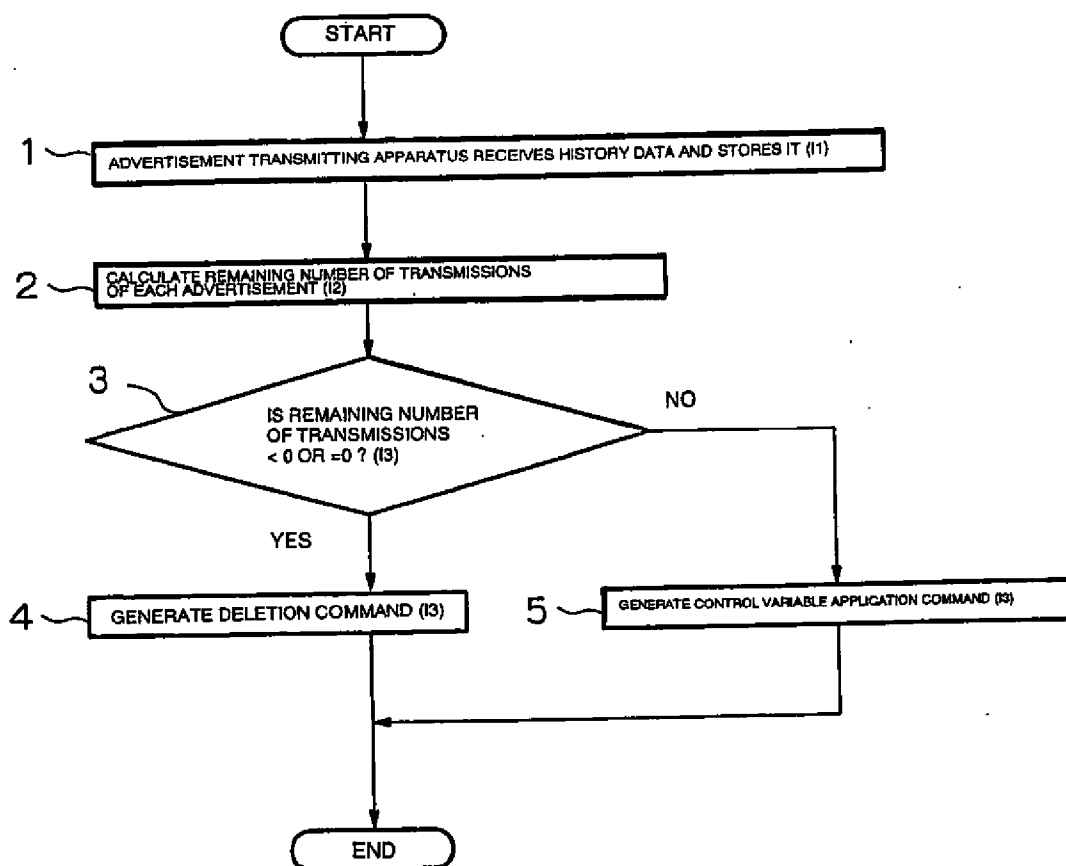 START
1
ADVERTISEMENT TRANSMITTING APPARATUS RECEIVES HISTORY DATA AND STORES IT (I1)
2
CALCULATE REMAINING NUMBER OF TRANSMISSIONS
OF EACH ADVERTISEMENT (I2)
3
IS REMAINING NUMBER
OF TRANSMISSIONS
< 0 OR =0 ? (I3)
NO
YES
4
GENERATE DELETION COMMAND (I3)
5
GENERATE CONTROL VARIABLE APPLICATION COMMAND (I3)
END